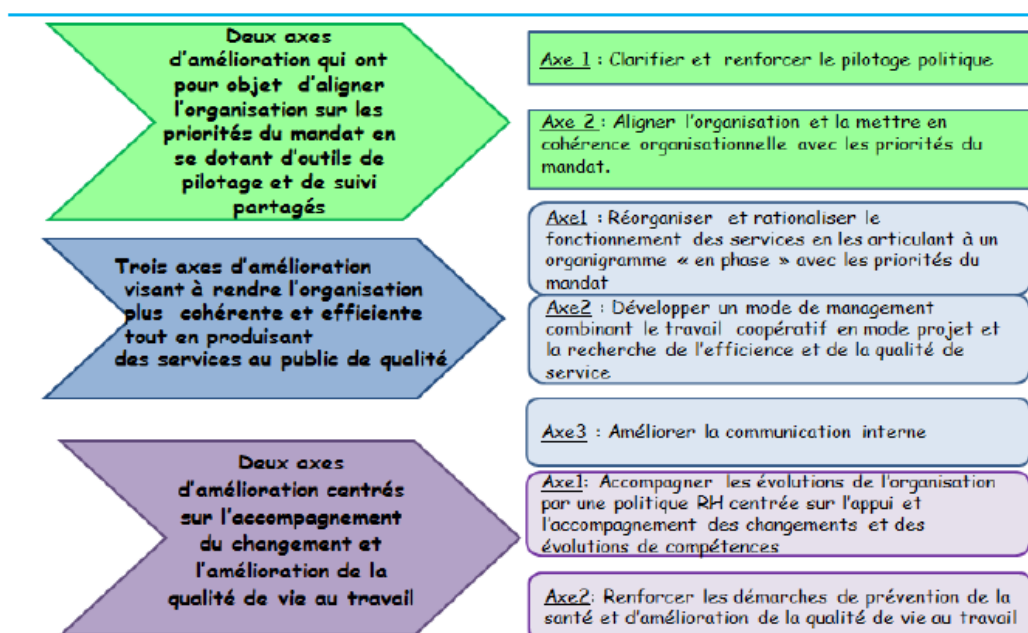 Deux axes
d'amélioration qui ont
pour objet d'aligner
l'organisation sur les
priorités du mandat en
se dotant d'outils de
pilotage et de suivi
partagés
Axe 1 : Clarifier et renforcer le pilotage politique
Axe 2 : Aligner l'organisation et la mettre en
cohérence organisationnelle avec les priorités du
mandat.
Trois axes d'amélioration
visant à rendre l'organisation
plus cohérente et efficiente
tout en produisant
des services au public de qualité
Axe1 : Réorganiser et rationaliser le
fonctionnement des services en les articulant à un
organigramme « en phase » avec les priorités du
mandat
Axe2 : Développer un mode de management
combinant le travail coopératif en mode projet et
la recherche de l'efficience et de la qualité de
service
Axe3 : Améliorer la communication interne
Deux axes
d'amélioration centrés
sur l'accompagnement
du changement et
l'amélioration de la
qualité de vie au travail
Axe1: Accompagner les évolutions de l'organisation
par une politique RH centrée sur l'appui et
l'accompagnement des changements et des
évolutions de compétences
Axe2: Renforcer les démarches de prévention de la
santé et d'amélioration de la qualité de vie au travail